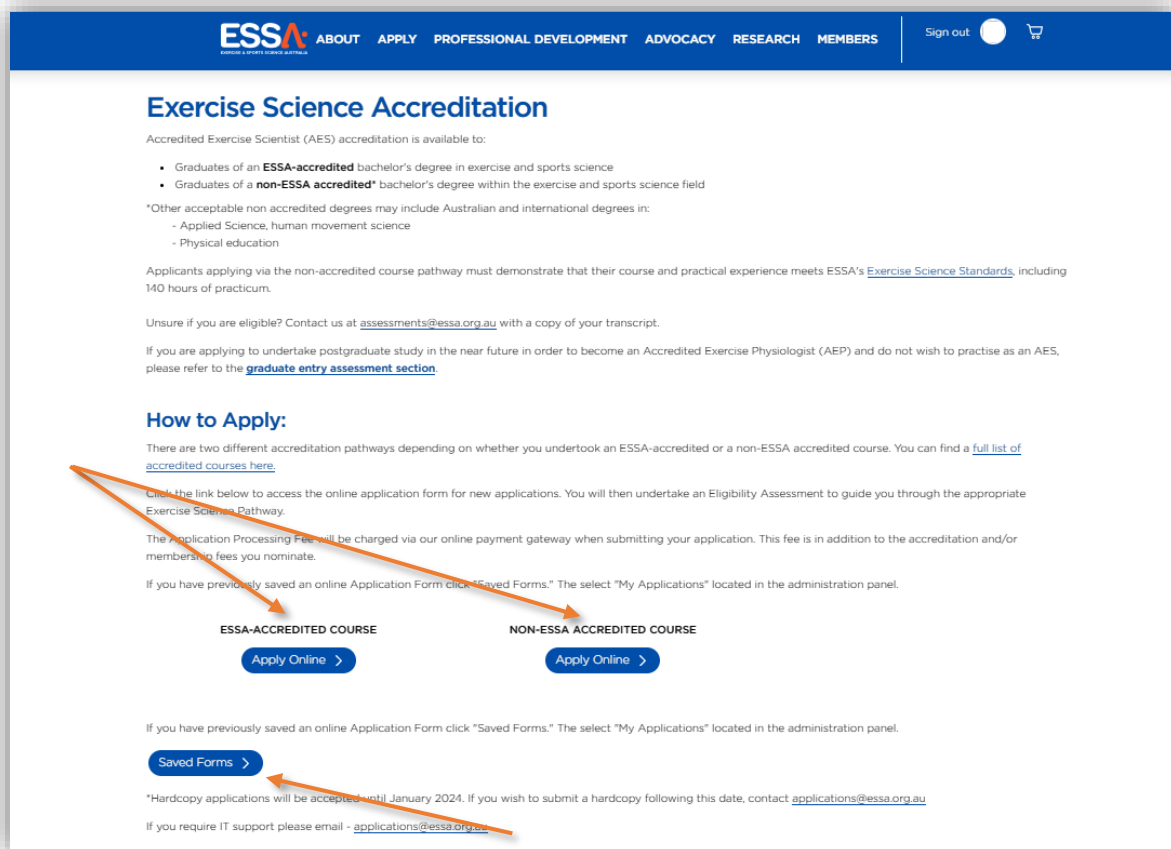 ESSA
EXERCISE & SPORTS SCIENCE AUSTRALIA
ABOUT APPLY PROFESSIONAL DEVELOPMENT ADVOCACY RESEARCH MEMBERS Sign out
Exercise Science Accreditation
Accredited Exercise Scientist (AES) accreditation is available to:
• Graduates of an ESSA-accredited bachelor's degree in exercise and sports science
• Graduates of a non-ESSA accredited* bachelor's degree within the exercise and sports science field
*Other acceptable non accredited degrees may include Australian and international degrees in:
- Applied Science, human movement science
- Physical education
Applicants applying via the non-accredited course pathway must demonstrate that their course and practical experience meets ESSA's Exercise Science Standards, including
140 hours of practicum.
Unsure if you are eligible? Contact us at assessments@essa.org.au with a copy of your transcript.
If you are applying to undertake postgraduate study in the near future in order to become an Accredited Exercise Physiologist (AEP) and do not wish to practise as an AES,
please refer to the graduate entry assessment section.
How to Apply:
There are two different accreditation pathways depending on whether you undertook an ESSA-accredited or a non-ESSA accredited course. You can find a full list of
accredited courses here.
Click the link below to access the online application form for new applications. You will then undertake an Eligibility Assessment to guide you through the appropriate
Exercise Science Pathway.
The Application Processing Fee will be charged via our online payment gateway when submitting your application. This fee is in addition to the accreditation and/or
membership fees you nominate.
If you have previously saved an online Application Form click "Saved Forms." The select "My Applications" located in the administration panel.
ESSA-ACCREDITED COURSE NON-ESSA ACCREDITED COURSE
Apply Online > Apply Online >
If you have previously saved an online Application Form click "Saved Forms." The select "My Applications" located in the administration panel.
Saved Forms >
*Hardcopy applications will be accepted until January 2024. If you wish to submit a hardcopy following this date, contact applications@essa.org.au
If you require IT support please email - applications@essa.org.au